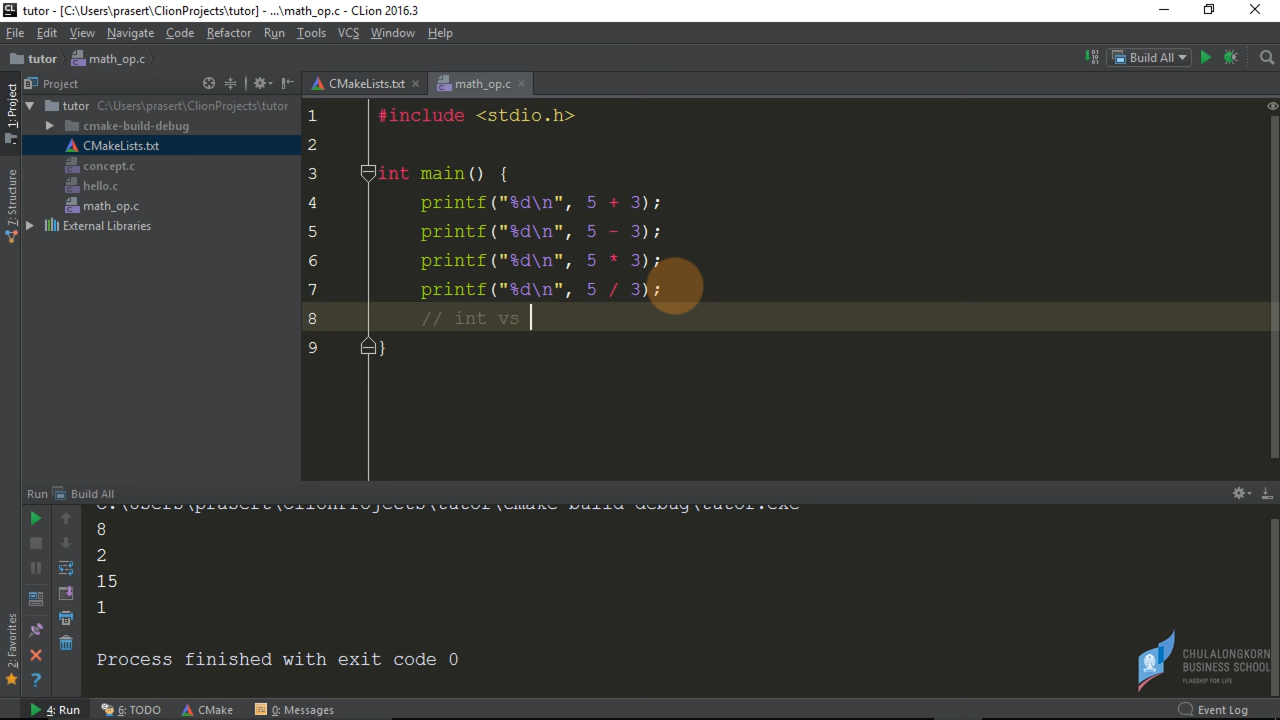 tutor - [C:\Users\prasert\ClionProjects\tutor] - ...\math_op.c - CLion 2016.3
File Edit View Navigate Code Refactor Run Tools VCS Window Help
tutor math_op.c Build All
Project
CMakeLists.txt math_op.c
1: Project
7: Structure
2: Favorites
tutor C:\Users\prasert\ClionProjects\tutor
cmake-build-debug
CMakeLists.txt
concept.c
hello.c
math_op.c
External Libraries
1 #include <stdio.h>
2
3 int main() {
4 printf("%d\n", 5 + 3);
5 printf("%d\n", 5 - 3);
6 printf("%d\n", 5 * 3);
7 printf("%d\n", 5 / 3);
8 // int vs
9 }
Run Build All
C:\Users\prasert\ClionProjects\tutor\cmake-build-debug\tutor.exe
8
2
15
1
Process finished with exit code 0
CHULALONGKORN
BUSINESS SCHOOL
FLAGSHIP FOR LIFE
4: Run 6: TODO CMake 0: Messages Event Log